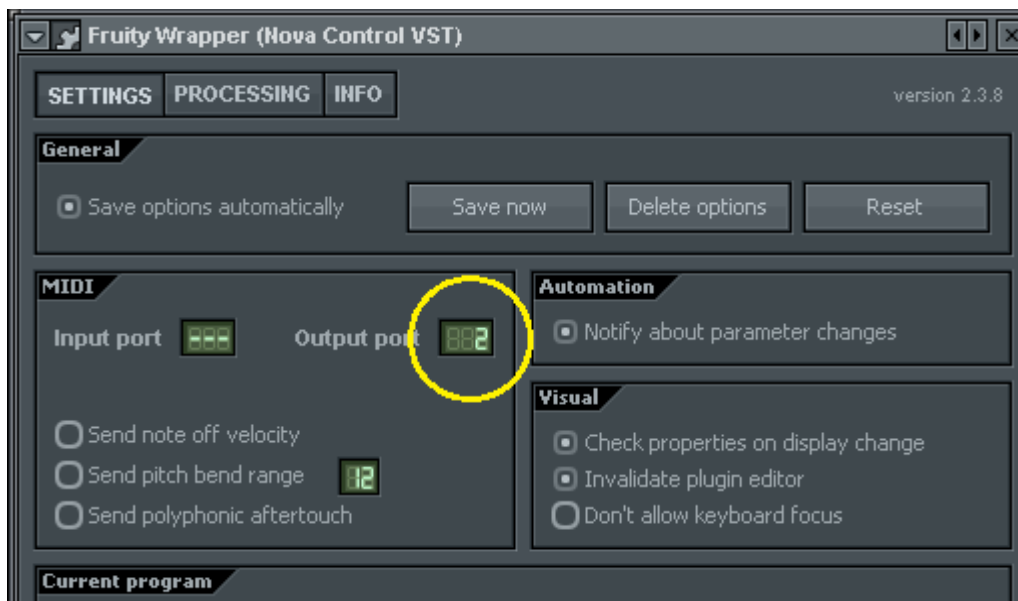 Fruity Wrapper (Nova Control VST)
SETTINGS PROCESSING INFO version 2.3.8
General
Save options automatically Save now Delete options Reset
MIDI
Input port --- Output port 2
Send note off velocity
Send pitch bend range 12
Send polyphonic aftertouch
Automation
Notify about parameter changes
Visual
Check properties on display change
Invalidate plugin editor
Don't allow keyboard focus
Current program